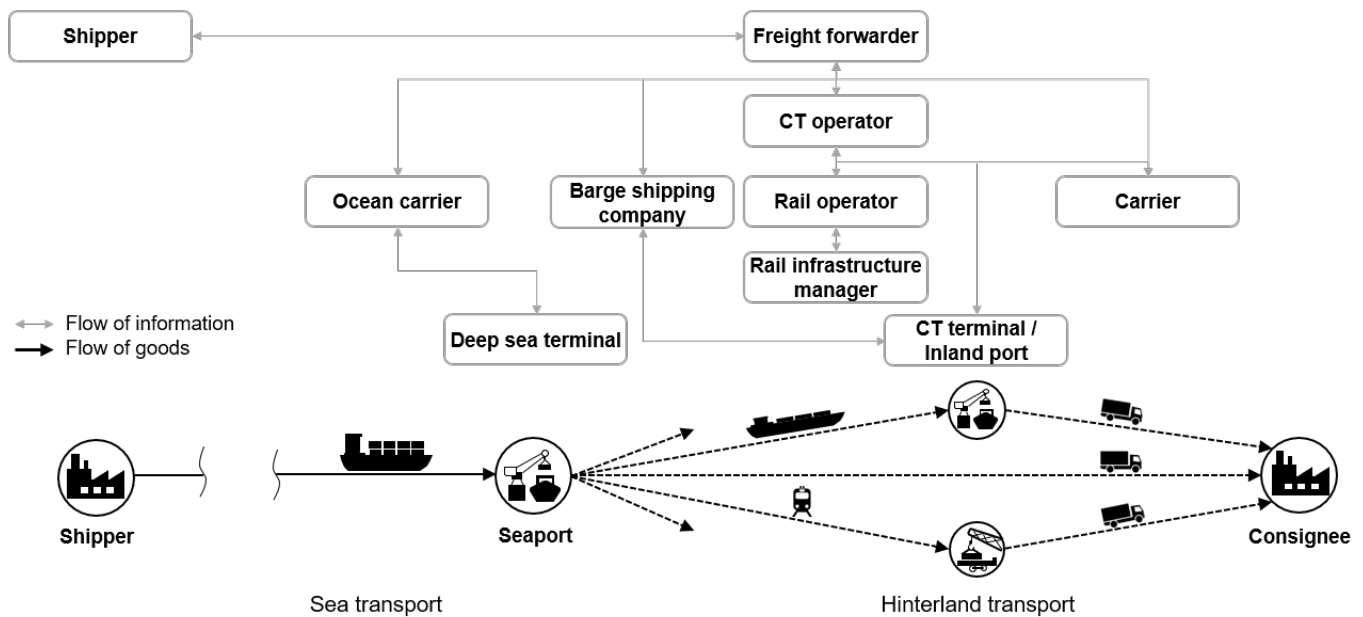 Shipper
Freight forwarder
CT operator
Ocean carrier
Barge shipping
company
Rail operator
Carrier
Rail infrastructure
manager
Flow of information
Flow of goods
Deep sea terminal
CT terminal /
Inland port
Shipper
Seaport
Consignee
Sea transport
Hinterland transport